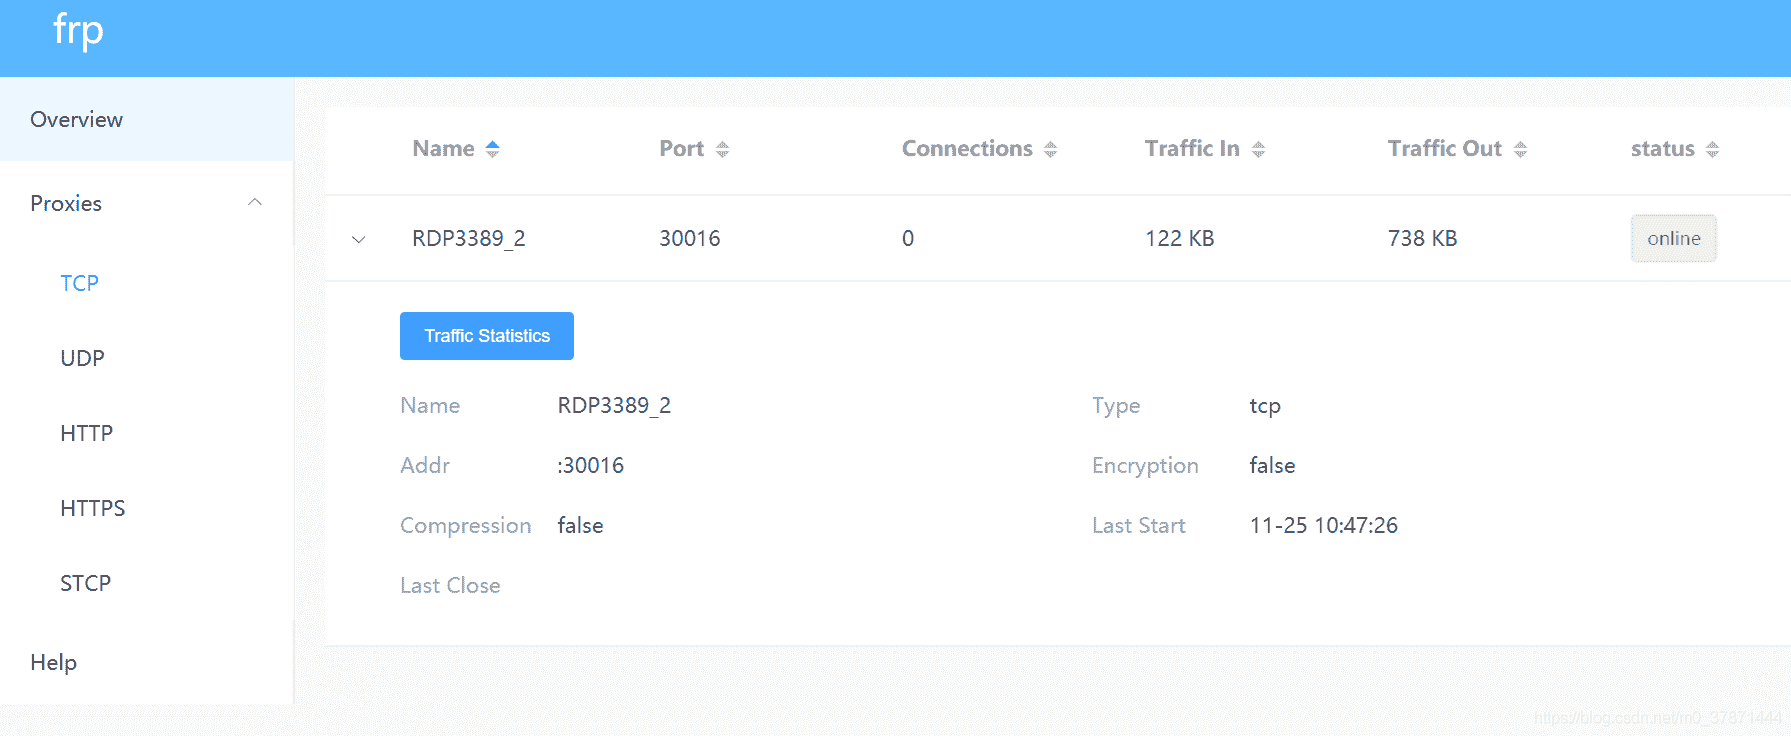 frp
Overview
Proxies
TCP
UDP
HTTP
HTTPS
STCP
Help
Name Port Connections Traffic In Traffic Out status
RDP3389_2 30016 0 122 KB 738 KB online
Traffic Statistics
Name RDP3389_2 Type tcp
Addr :30016 Encryption false
Compression false Last Start 11-25 10:47:26
Last Close
https://blog.csdn.net/m0_37871444